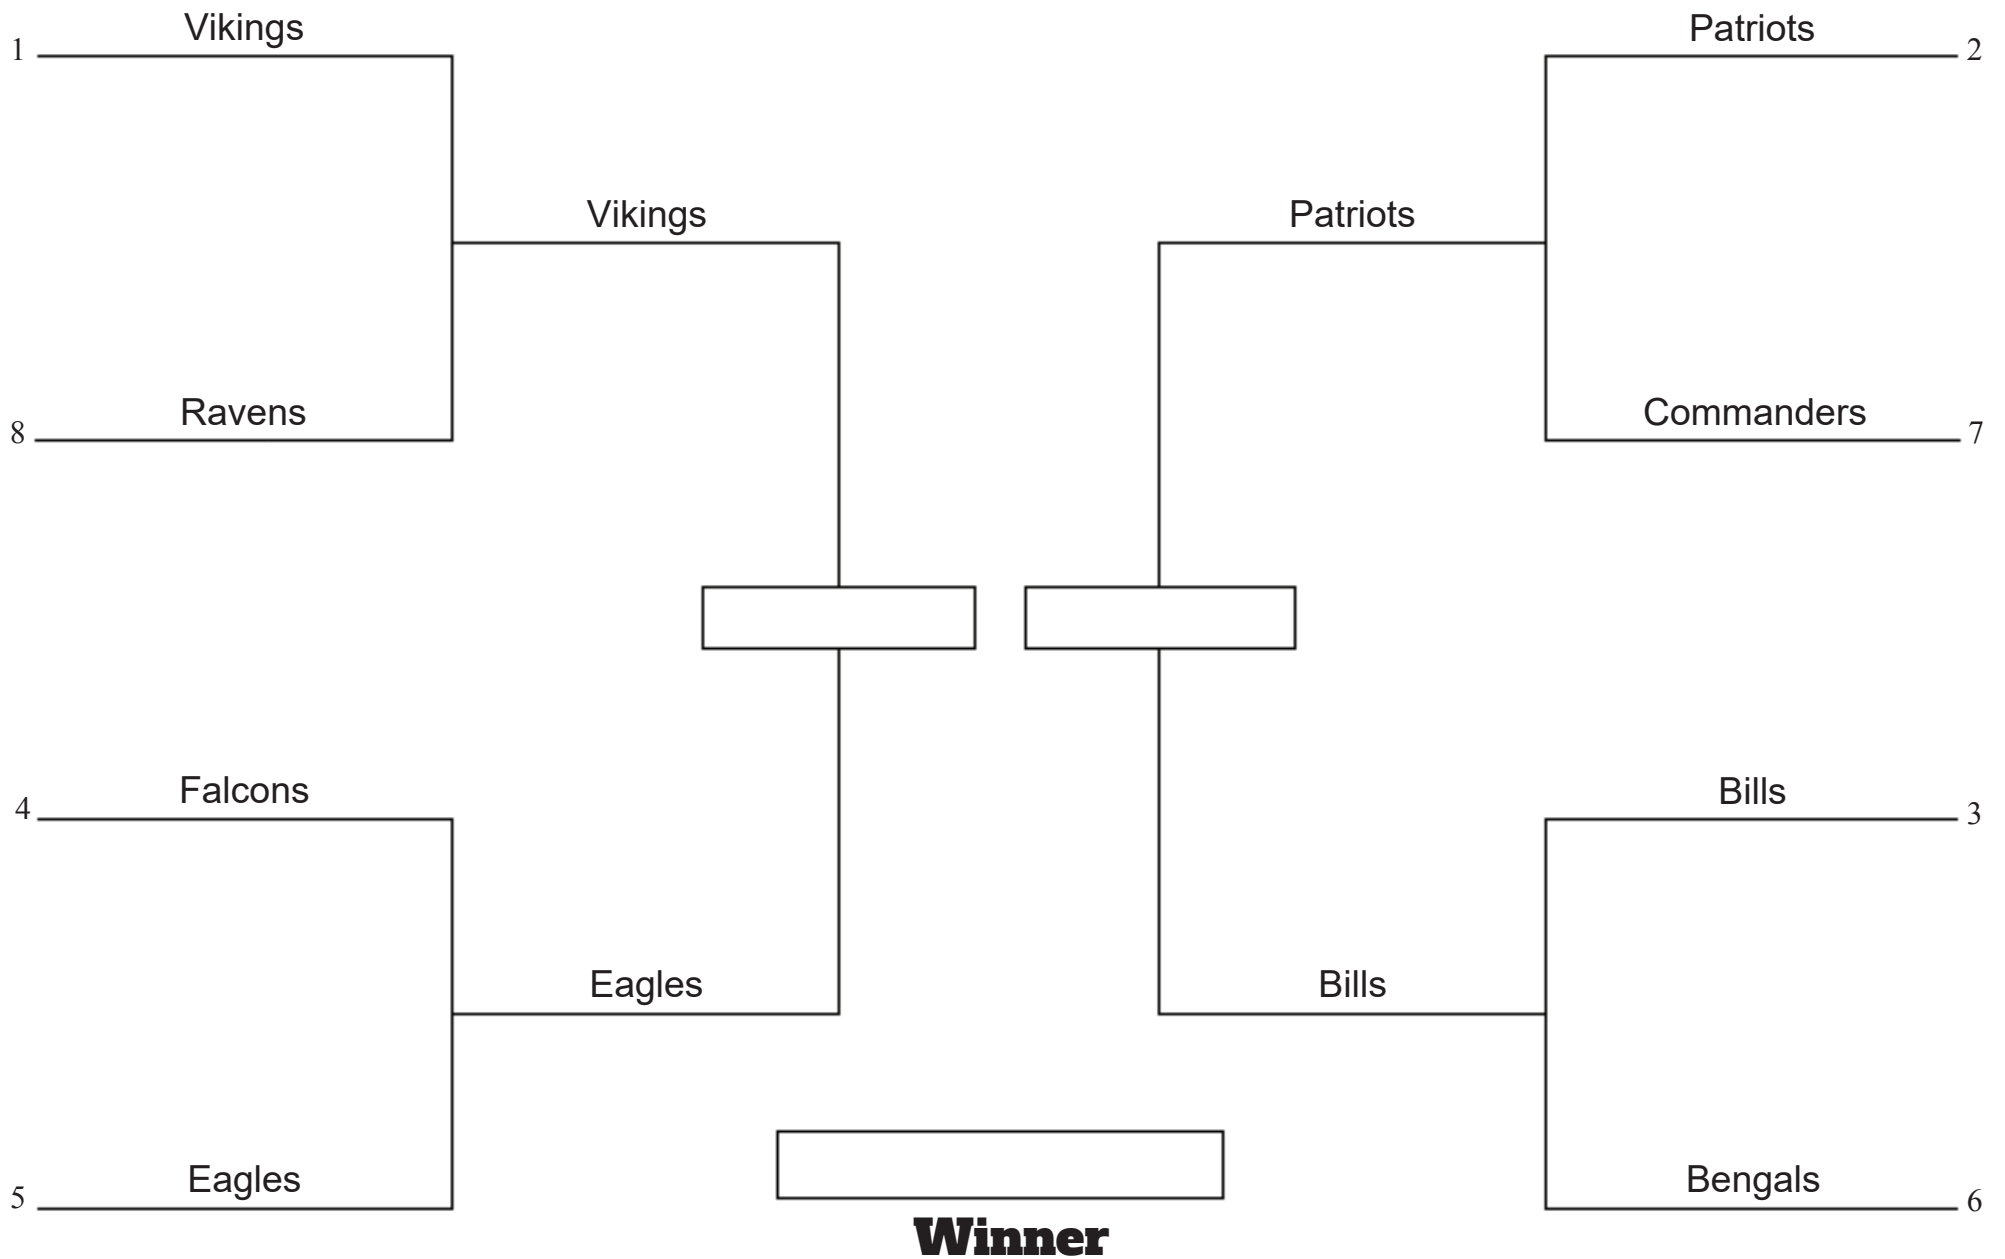 Vikings
1
Patriots
2
Vikings
Patriots
Ravens
8
Commanders
7
Falcons
4
Bills
3
Eagles
Bills
Eagles
5
Bengals
6
Winner